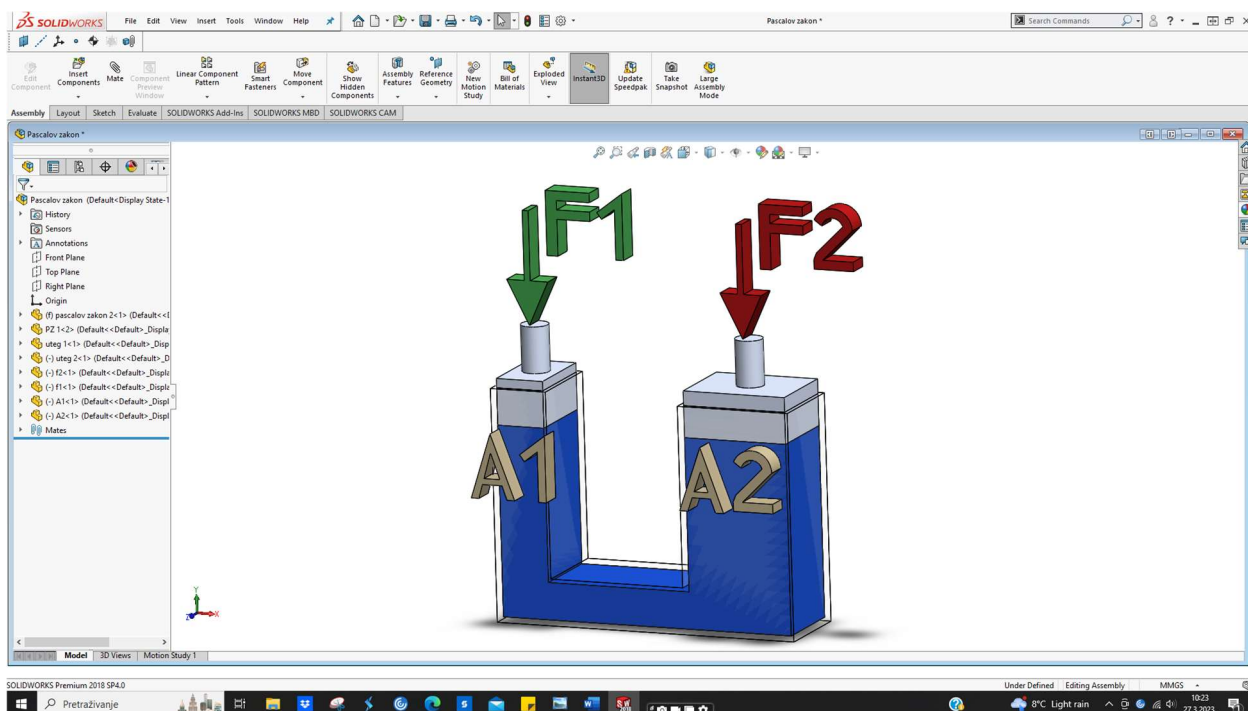 SOLIDWORKS File Edit View Insert Tools Window Help Pascalov zakon * Search Commands
Edit Component
Insert Components
Mate
Component Preview Window
Linear Component Pattern
Smart Fasteners
Move Component
Show Hidden Components
Assembly Features
Reference Geometry
New Motion Study
Bill of Materials
Exploded View
Instant3D
Update Speedpak
Take Snapshot
Large Assembly Mode
Assembly Layout Sketch Evaluate SOLIDWORKS Add-Ins SOLIDWORKS MBD SOLIDWORKS CAM
Pascalov zakon *
Pascalov zakon (Default<Display State-1
History
Sensors
Annotations
Front Plane
Top Plane
Right Plane
Origin
(f) pascalov zakon 2<1> (Default<<
PZ 1<2> (Default<<Default>_Displa
uteg 1<1> (Default<<Default>_Disp
(-) uteg 2<1> (Default<<Default>_D
(-) f2<1> (Default<<Default>_Displa
(-) f1<1> (Default<<Default>_Displa
(-) A1<1> (Default<<Default>_Displ
(-) A2<1> (Default<<Default>_Displ
Mates
F1 F2
A1 A2
Y
Z X
Model 3D Views Motion Study 1
SOLIDWORKS Premium 2018 SP4.0 Under Defined Editing Assembly MMGS
Pretraživanje 8°C Light rain 10:23
27.3.2023.